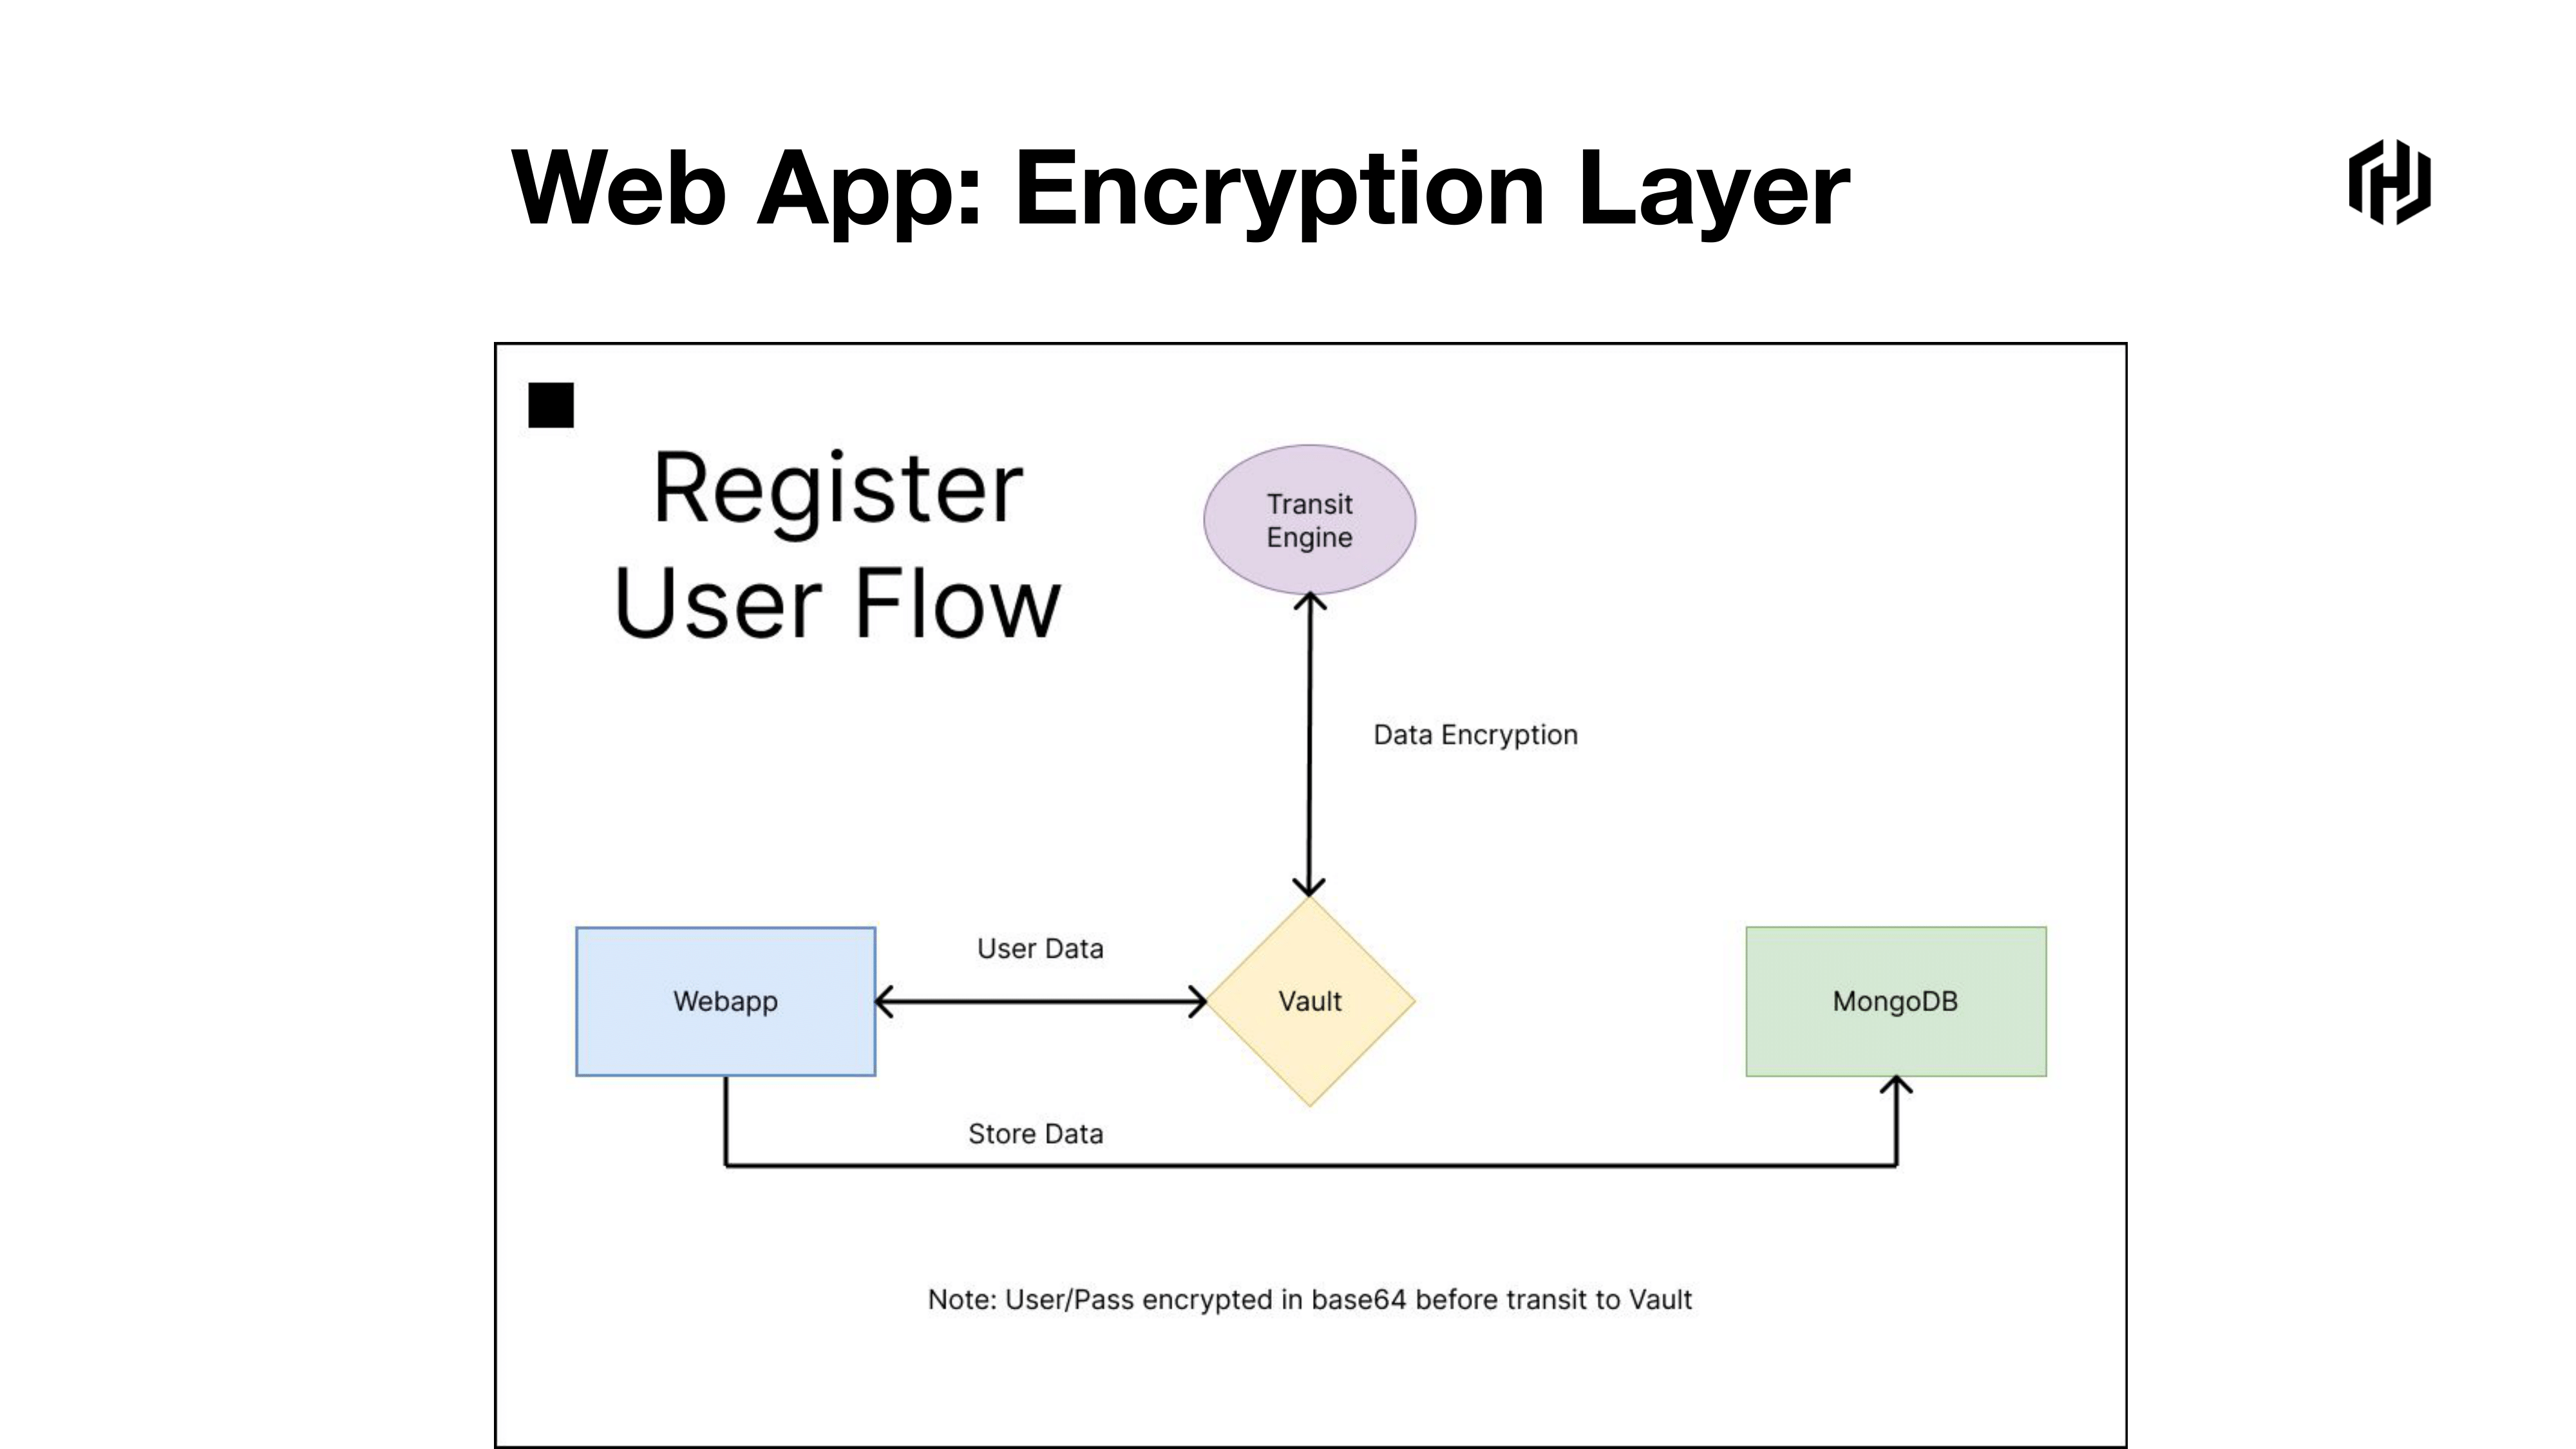 Web App: Encryption Layer
Register
User Flow
Transit
Engine
Data Encryption
User Data
Webapp
Vault
MongoDB
Store Data
Note: User/Pass encrypted in base64 before transit to Vault